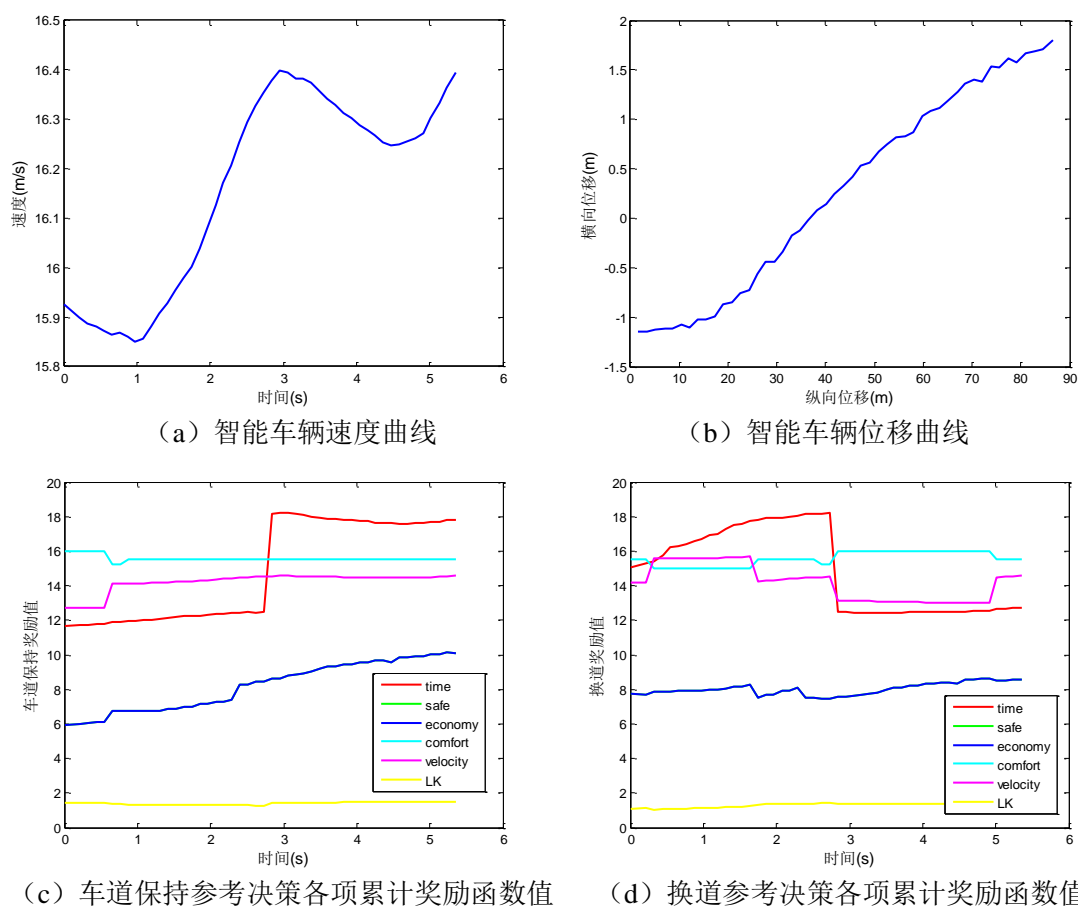 16.5
16.4
16.3
16.2
16.1
16
15.9
15.8
速度(m/s)
0 1 2 3 4 5 6
时间(s)
(a)智能车辆速度曲线
2
1.5
1
0.5
0
-0.5
-1
-1.5
横向位移(m)
0 10 20 30 40 50 60 70 80 90
纵向位移(m)
(b)智能车辆位移曲线
20
18
16
14
12
10
8
6
4
2
0
车道保持奖励值
time
safe
economy
comfort
velocity
LK
0 1 2 3 4 5 6
时间(s)
(c)车道保持参考决策各项累计奖励函数值
20
18
16
14
12
10
8
6
4
2
0
换道奖励值
time
safe
economy
comfort
velocity
LK
0 1 2 3 4 5 6
时间(s)
(d)换道参考决策各项累计奖励函数值